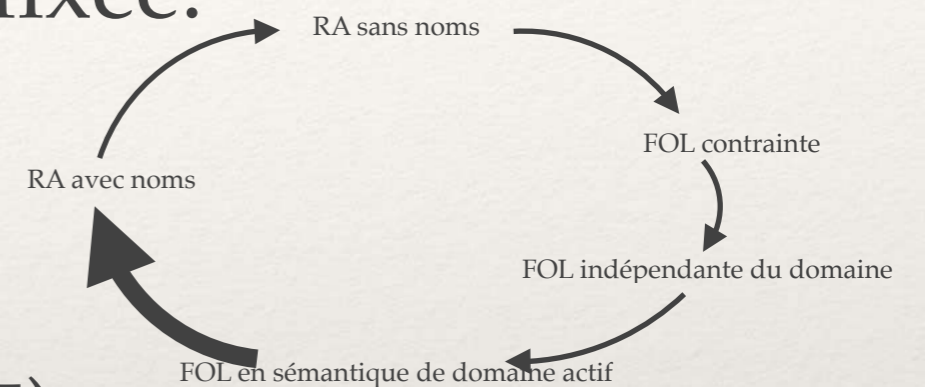 RA sans noms
FOL contrainte
RA avec noms
FOL indépendante du domaine
FOL en sémantique de domaine actif